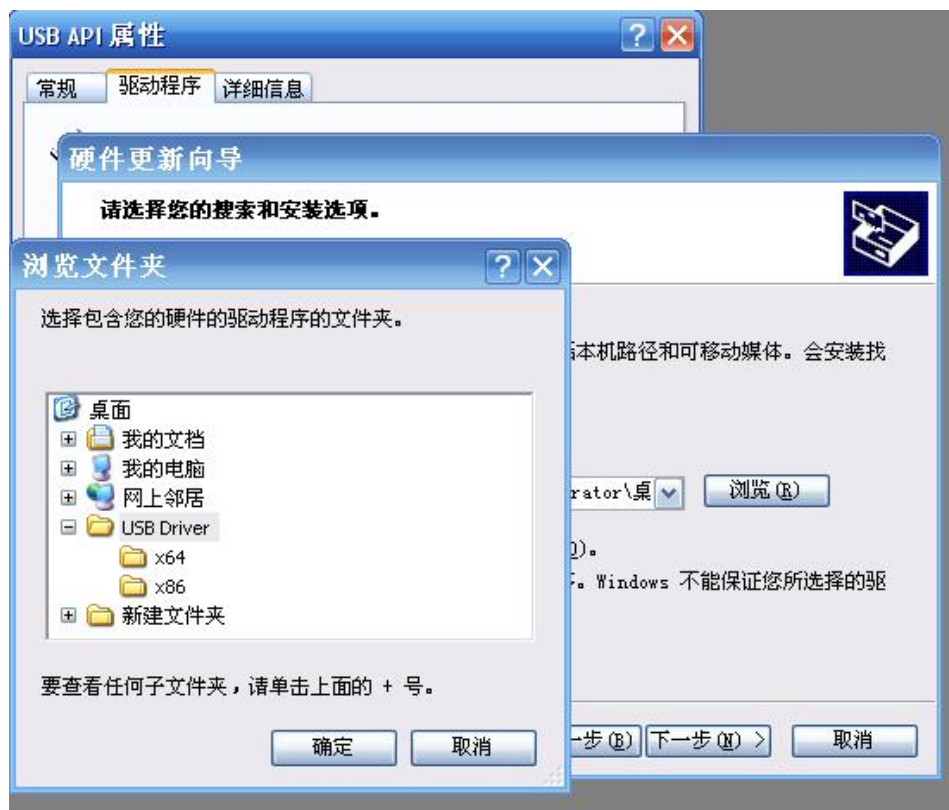 USB API 属性
常规 驱动程序 详细信息
硬件更新向导
请选择您的搜索和安装选项。
浏览文件夹
选择包含您的硬件的驱动程序的文件夹。
本机路径和可移动媒体。会安装找
桌面
我的文档
我的电脑
网上邻居
rator\桌 浏览(R)
USB Driver
x64
x86
。Windows 不能保证您所选择的驱
新建文件夹
要查看任何子文件夹,请单击上面的 + 号。
确定 取消
步(B) 下一步(N) > 取消